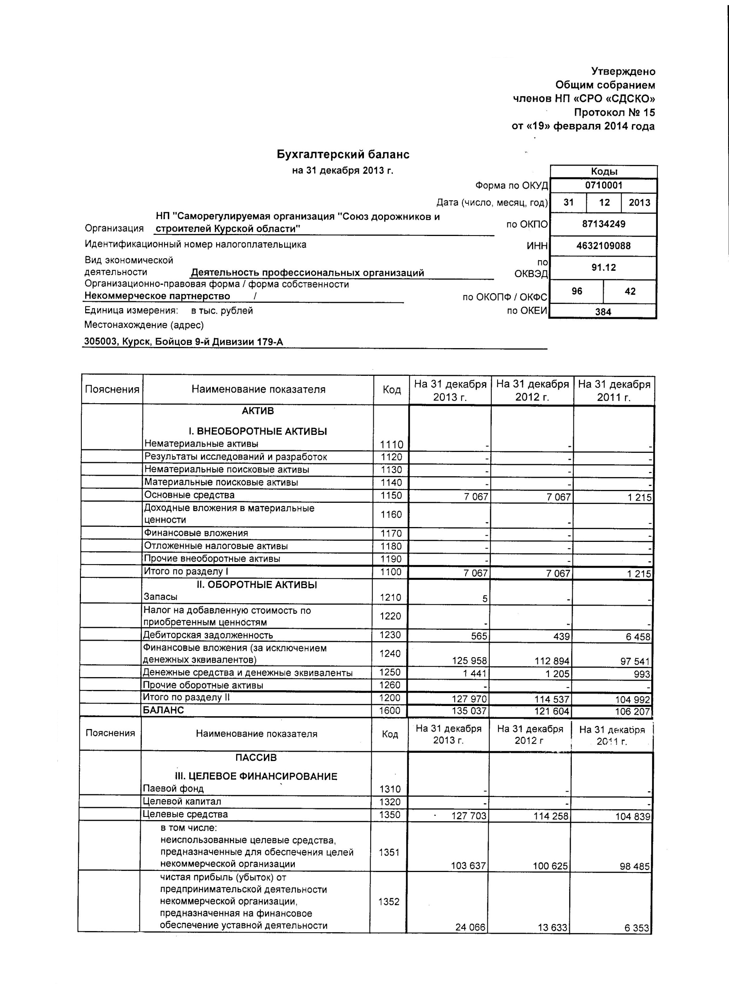 Утверждено
Общим собранием
членов НП «СРО «СДСКО»
Протокол № 15
от «19» февраля 2014 года
Бухгалтерский баланс
на 31 декабря 2013 г.
Коды
Форма по ОКУД 0710001
Дата (число, месяц, год) 31 12 2013
НП "Саморегулируемая организация "Союз дорожников и
Организация строителей Курской области" по ОКПО 87134249
Идентификационный номер налогоплательщика ИНН 4632109088
Вид экономической по
деятельности Деятельность профессиональных организаций ОКВЭД 91.12
Организационно-правовая форма / форма собственности
Некоммерческое партнерство / по ОКОПФ / ОКФС 96 42
Единица измерения: в тыс. рублей по ОКЕИ 384
Местонахождение (адрес)
305003, Курск, Бойцов 9-й Дивизии 179-А
Пояснения Наименование показателя Код На 31 декабря 2013 г. На 31 декабря 2012 г. На 31 декабря 2011 г.
АКТИВ
I. ВНЕОБОРОТНЫЕ АКТИВЫ
Нематериальные активы 1110 - - -
Результаты исследований и разработок 1120 - - -
Нематериальные поисковые активы 1130 - - -
Материальные поисковые активы 1140 - - -
Основные средства 1150 7 067 7 067 1 215
Доходные вложения в материальные
ценности 1160 - - -
Финансовые вложения 1170 - - -
Отложенные налоговые активы 1180 - - -
Прочие внеоборотные активы 1190 - - -
Итого по разделу I 1100 7 067 7 067 1 215
II. ОБОРОТНЫЕ АКТИВЫ
Запасы 1210 5 - -
Налог на добавленную стоимость по
приобретенным ценностям 1220 - - -
Дебиторская задолженность 1230 565 439 6 458
Финансовые вложения (за исключением
денежных эквивалентов) 1240 125 958 112 894 97 541
Денежные средства и денежные эквиваленты 1250 1 441 1 205 993
Прочие оборотные активы 1260 - - -
Итого по разделу II 1200 127 970 114 537 104 992
БАЛАНС 1600 135 037 121 604 106 207
Пояснения Наименование показателя Код На 31 декабря 2013 г. На 31 декабря 2012 г На 31 декабря 2011 г.
ПАССИВ
III. ЦЕЛЕВОЕ ФИНАНСИРОВАНИЕ
Паевой фонд 1310 - - -
Целевой капитал 1320 - - -
Целевые средства 1350 127 703 114 258 104 839
в том числе:
неиспользованные целевые средства,
предназначенные для обеспечения целей 1351
некоммерческой организации 103 637 100 625 98 485
чистая прибыль (убыток) от
предпринимательской деятельности
некоммерческой организации, 1352
предназначенная на финансовое
обеспечение уставной деятельности 24 066 13 633 6 353